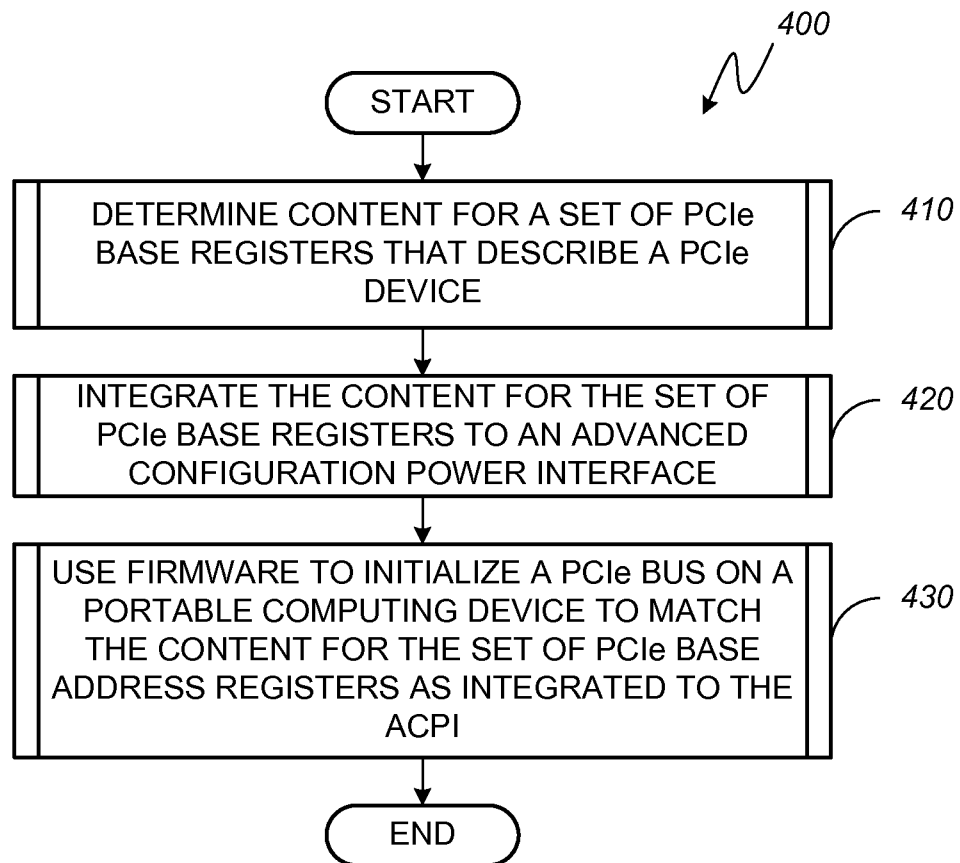 400
START
DETERMINE CONTENT FOR A SET OF PCIe
BASE REGISTERS THAT DESCRIBE A PCIe
DEVICE
410
INTEGRATE THE CONTENT FOR THE SET OF
PCIe BASE REGISTERS TO AN ADVANCED
CONFIGURATION POWER INTERFACE
420
USE FIRMWARE TO INITIALIZE A PCIe BUS ON A
PORTABLE COMPUTING DEVICE TO MATCH
THE CONTENT FOR THE SET OF PCIe BASE
ADDRESS REGISTERS AS INTEGRATED TO THE
ACPI
430
END